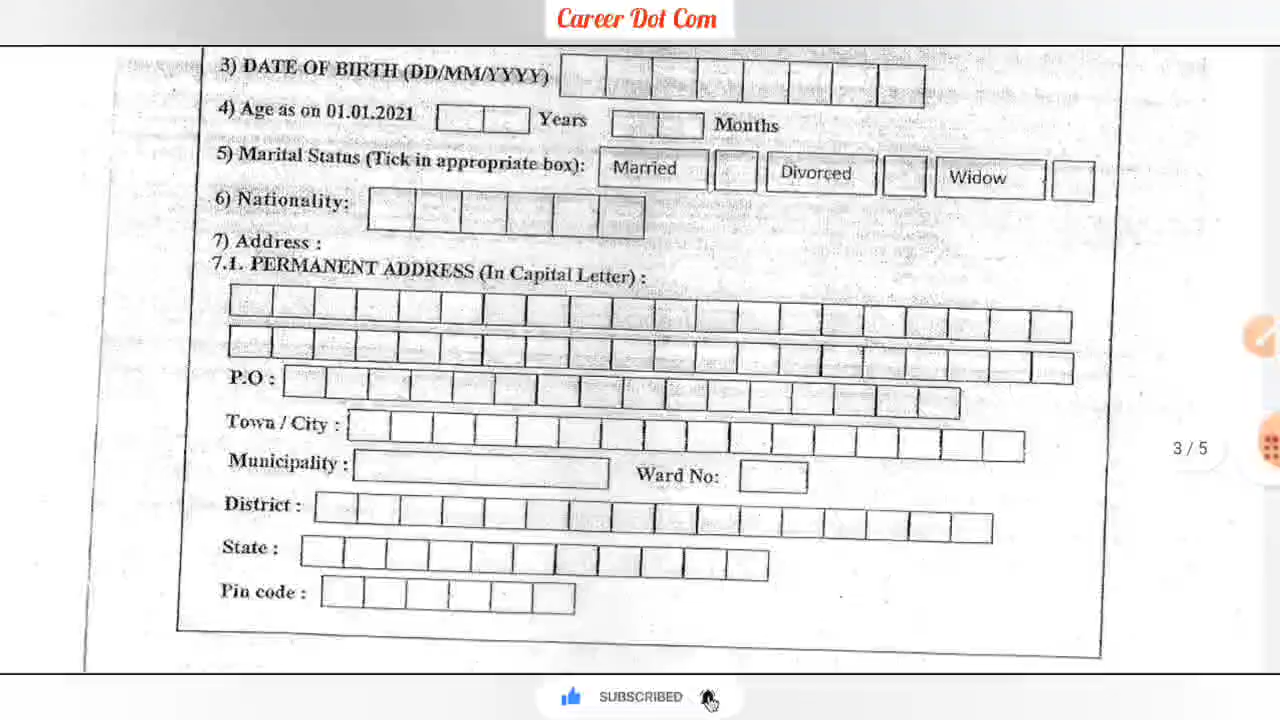 Career Dot Com
3) DATE OF BIRTH (DD/MM/YYYY)
4) Age as on 01.01.2021 Years Months
5) Marital Status (Tick in appropriate box): Married Divorced Widow
6) Nationality:
7) Address :
7.1. PERMANENT ADDRESS (In Capital Letter) :
P.O :
Town / City :
Municipality : Ward No:
3 / 5
District :
State :
Pin code :
SUBSCRIBED